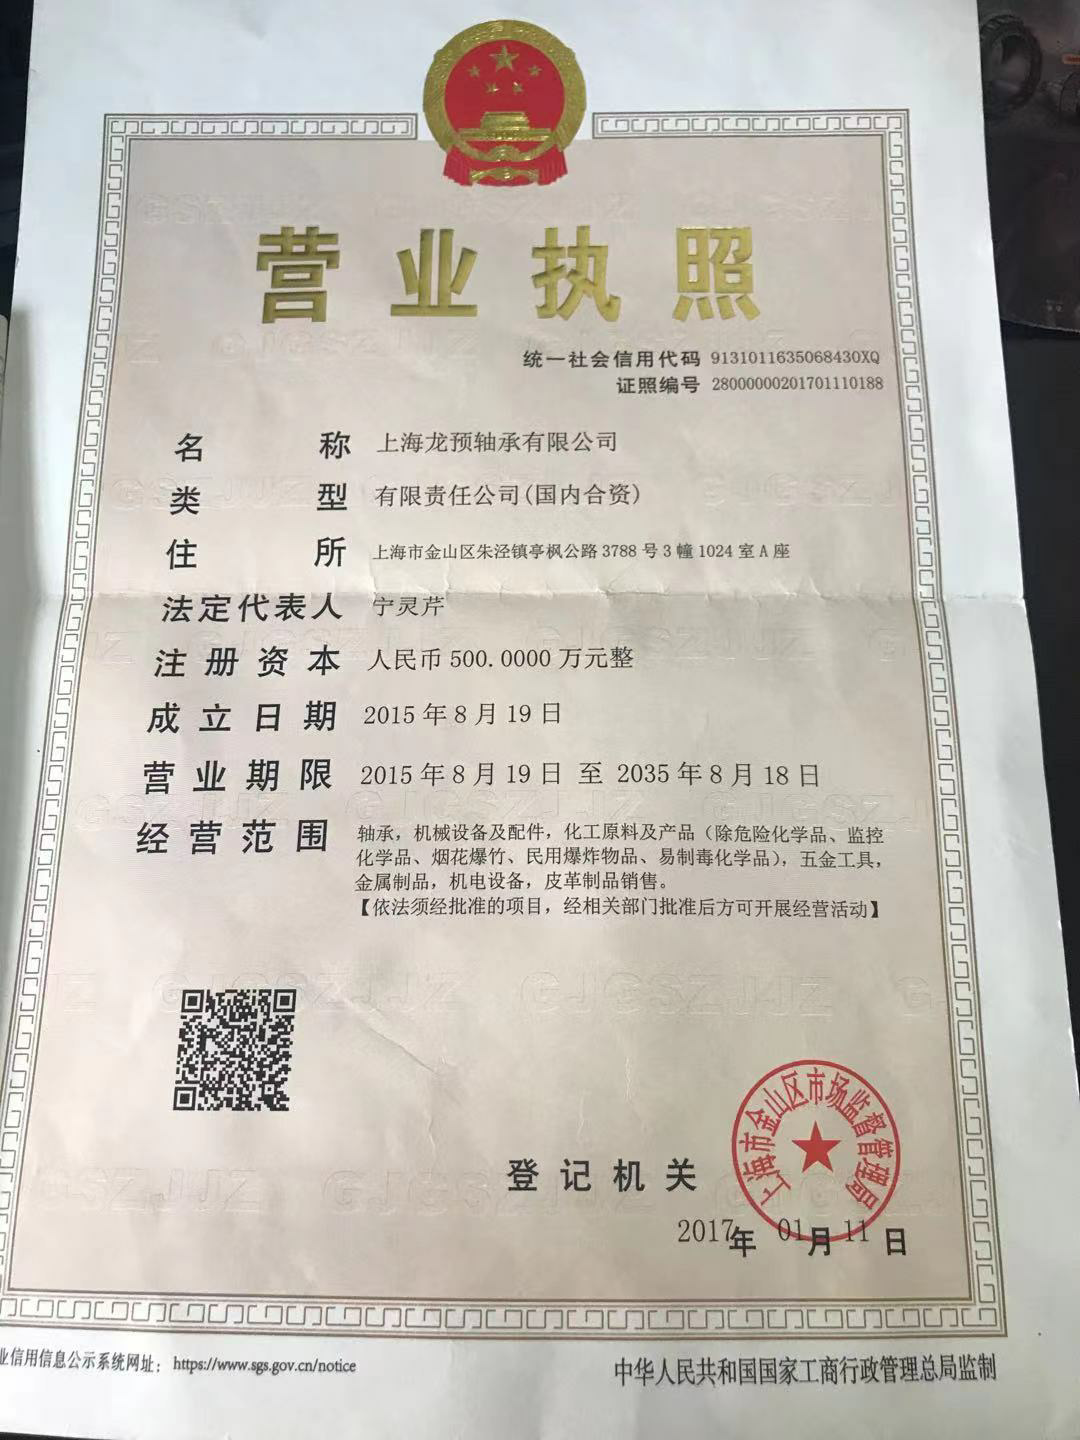 营业执照
统一社会信用代码 9131011635068430XQ
证照编号 28000000201701110188
名称 上海龙预轴承有限公司
类型 有限责任公司(国内合资)
住所 上海市金山区朱泾镇亭枫公路3788号3幢1024室A座
法定代表人 宁灵芹
注册资本 人民币500.0000万元整
成立日期 2015年8月19日
营业期限 2015年8月19日 至 2035年8月18日
经营范围 轴承，机械设备及配件，化工原料及产品（除危险化学品、监控
化学品、烟花爆竹、民用爆炸物品、易制毒化学品），五金工具，
金属制品，机电设备，皮革制品销售。
【依法须经批准的项目，经相关部门批准后方可开展经营活动】
上海市金山区市场监督管理局
登记机关
2017年01月11日
业信用信息公示系统网址： https://www.sgs.gov.cn/notice
中华人民共和国国家工商行政管理总局监制